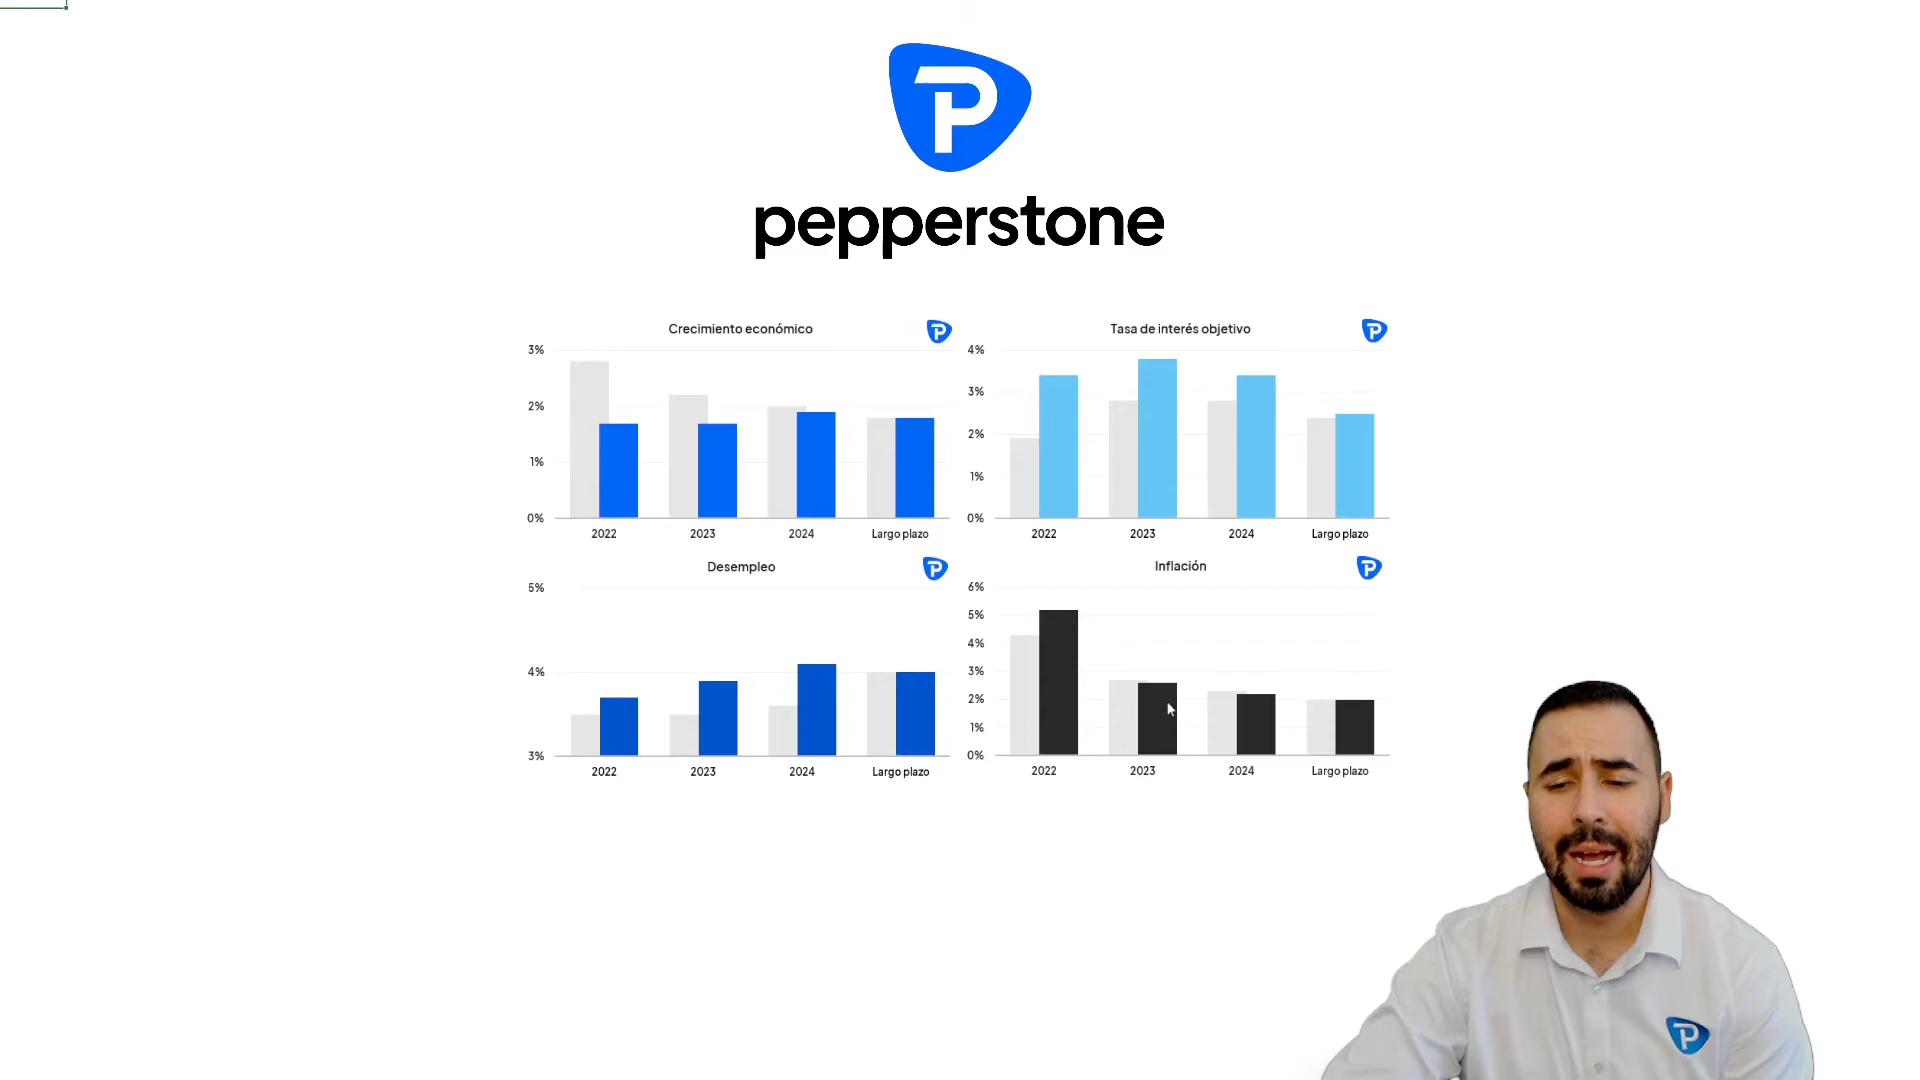 pepperstone
Crecimiento económico
3%
2%
1%
0%
2022 2023 2024 Largo plazo
Tasa de interés objetivo
4%
3%
2%
1%
0%
2022 2023 2024 Largo plazo
Desempleo
5%
4%
3%
2022 2023 2024 Largo plazo
Inflación
6%
5%
4%
3%
2%
1%
0%
2022 2023 2024 Largo plazo